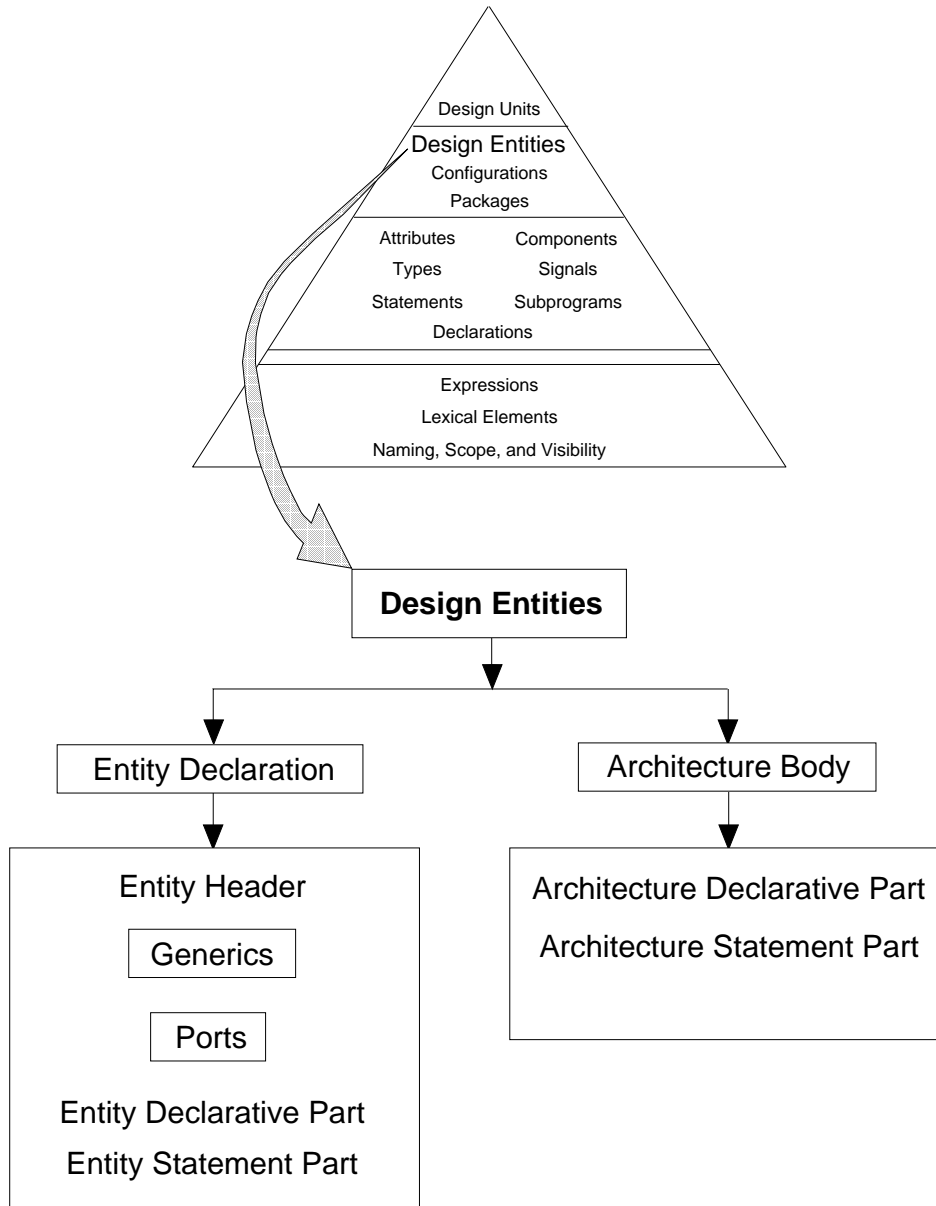 Design Units
Design Entities
Configurations
Packages
Attributes Components
Types Signals
Statements Subprograms
Declarations
Expressions
Lexical Elements
Naming, Scope, and Visibility
Design Entities
Entity Declaration
Architecture Body
Entity Header
Generics
Ports
Entity Declarative Part
Entity Statement Part
Architecture Declarative Part
Architecture Statement Part